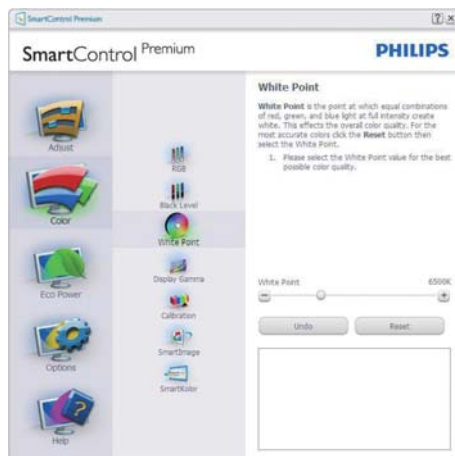 SmartControl Premium
SmartControl Premium
PHILIPS
Adjust
Color
Eco Power
Options
Help
RGB
Black Level
White Point
Display Gamma
Calibration
SmartImage
SmartKolor
White Point
White Point is the point at which equal combinations
of red, green, and blue light at full intensity create
white. This effects the overall color quality. For the
most accurate colors click the Reset button then
select the White Point.
1. Please select the White Point value for the best
possible color quality.
White Point 6500K
Undo Reset